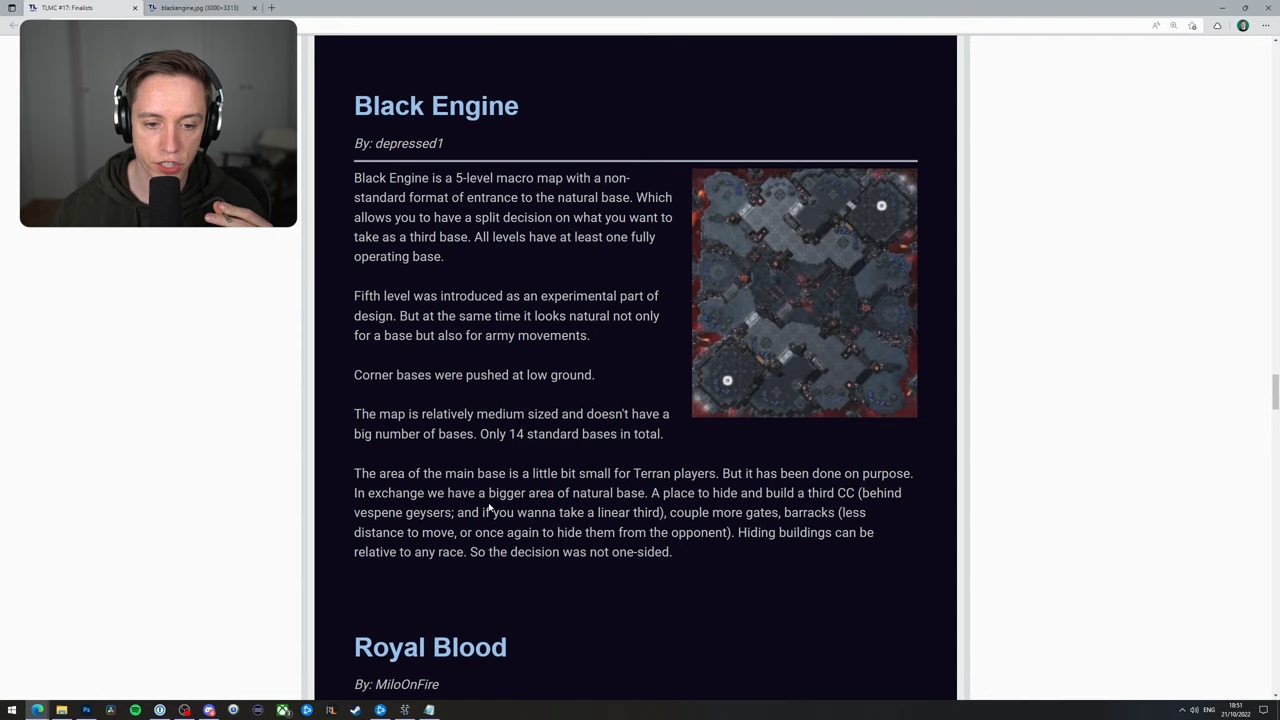 TLMC #17: Finalists
blackengine.jpg (3000×3313)
Black Engine
By: depressed1
Black Engine is a 5-level macro map with a non-
standard format of entrance to the natural base. Which
allows you to have a split decision on what you want to
take as a third base. All levels have at least one fully
operating base.
Fifth level was introduced as an experimental part of
design. But at the same time it looks natural not only
for a base but also for army movements.
Corner bases were pushed at low ground.
The map is relatively medium sized and doesn't have a
big number of bases. Only 14 standard bases in total.
The area of the main base is a little bit small for Terran players. But it has been done on purpose.
In exchange we have a bigger area of natural base. A place to hide and build a third CC (behind
vespene geysers; and if you wanna take a linear third), couple more gates, barracks (less
distance to move, or once again to hide them from the opponent). Hiding buildings can be
relative to any race. So the decision was not one-sided.
Royal Blood
By: MiloOnFire
ENG
18:51
21/10/2022